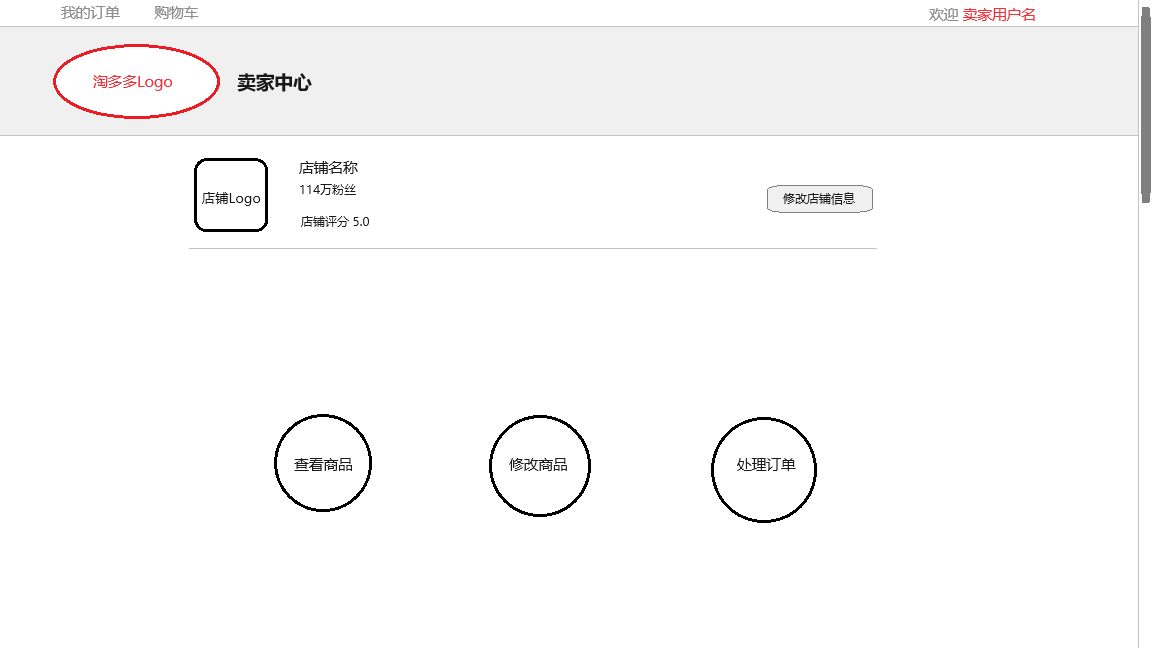 我的订单 购物车 欢迎 卖家用户名
淘多多Logo 卖家中心
店铺Logo
店铺名称
114万粉丝
店铺评分 5.0
修改店铺信息
查看商品 修改商品 处理订单